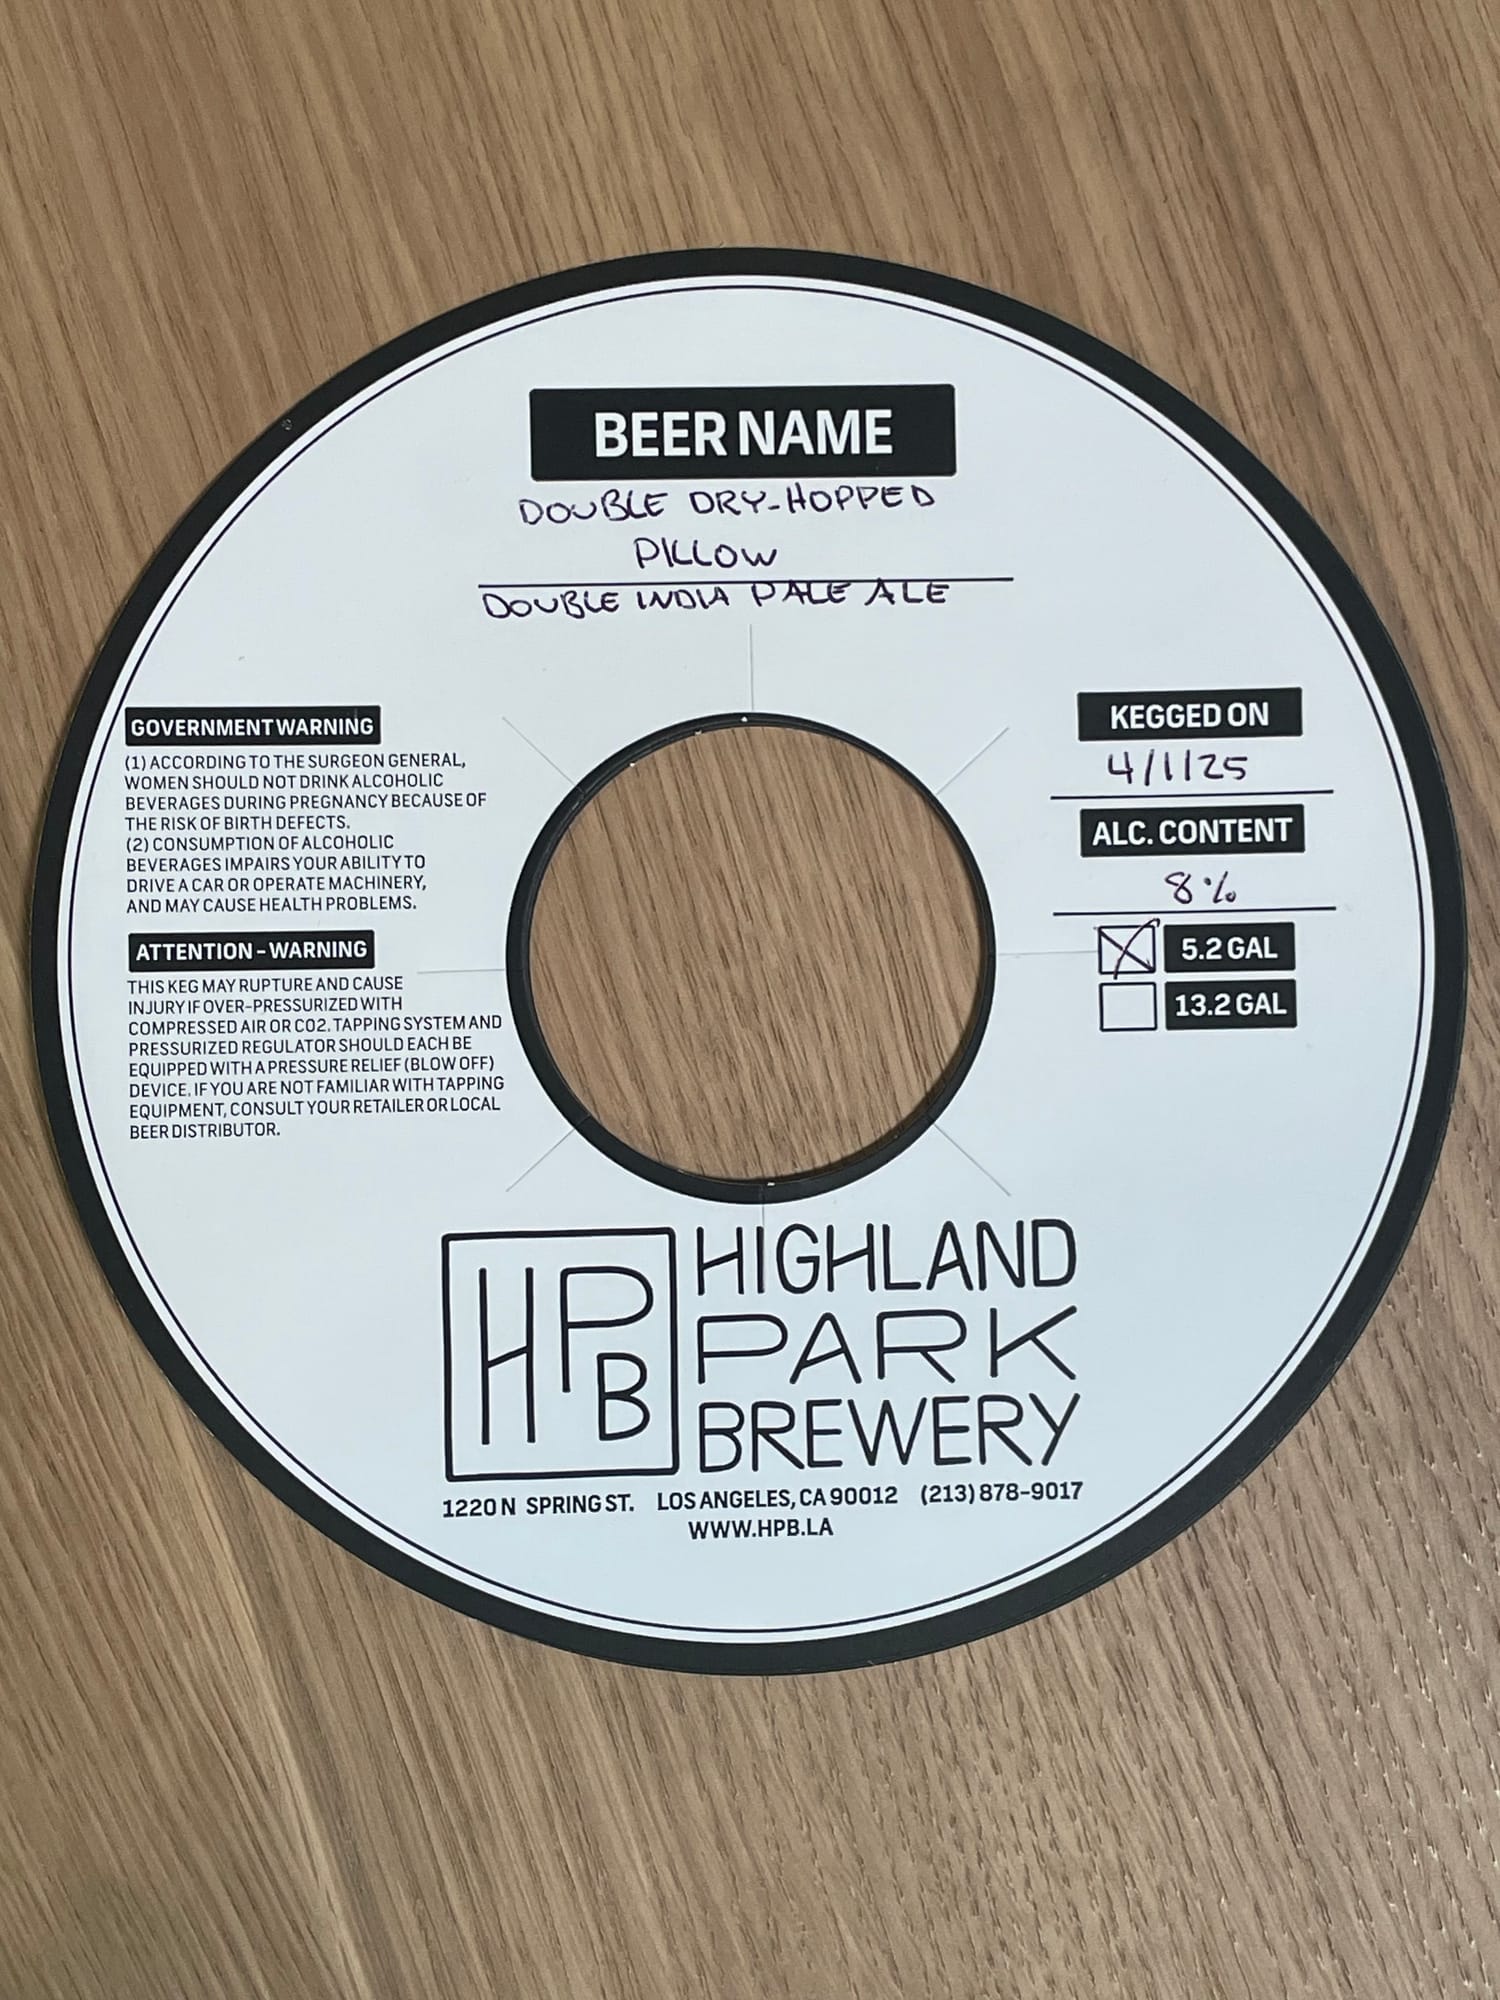 BEER NAME
DOUBLE DRY-HOPPED
PILLOW
DOUBLE INDIA PALE ALE
GOVERNMENT WARNING
(1) ACCORDING TO THE SURGEON GENERAL,
WOMEN SHOULD NOT DRINK ALCOHOLIC
BEVERAGES DURING PREGNANCY BECAUSE OF
THE RISK OF BIRTH DEFECTS.
(2) CONSUMPTION OF ALCOHOLIC
BEVERAGES IMPAIRS YOUR ABILITY TO
DRIVE A CAR OR OPERATE MACHINERY,
AND MAY CAUSE HEALTH PROBLEMS.
ATTENTION - WARNING
THIS KEG MAY RUPTURE AND CAUSE
INJURY IF OVER-PRESSURIZED WITH
COMPRESSED AIR OR CO2. TAPPING SYSTEM AND
PRESSURIZED REGULATOR SHOULD EACH BE
EQUIPPED WITH A PRESSURE RELIEF (BLOW OFF)
DEVICE. IF YOU ARE NOT FAMILIAR WITH TAPPING
EQUIPMENT, CONSULT YOUR RETAILER OR LOCAL
BEER DISTRIBUTOR.
KEGGED ON
4/1/25
ALC. CONTENT
8%
5.2 GAL
13.2 GAL
HPB
HIGHLAND
PARK
BREWERY
1220 N SPRING ST. LOS ANGELES, CA 90012 (213) 878-9017
WWW.HPB.LA